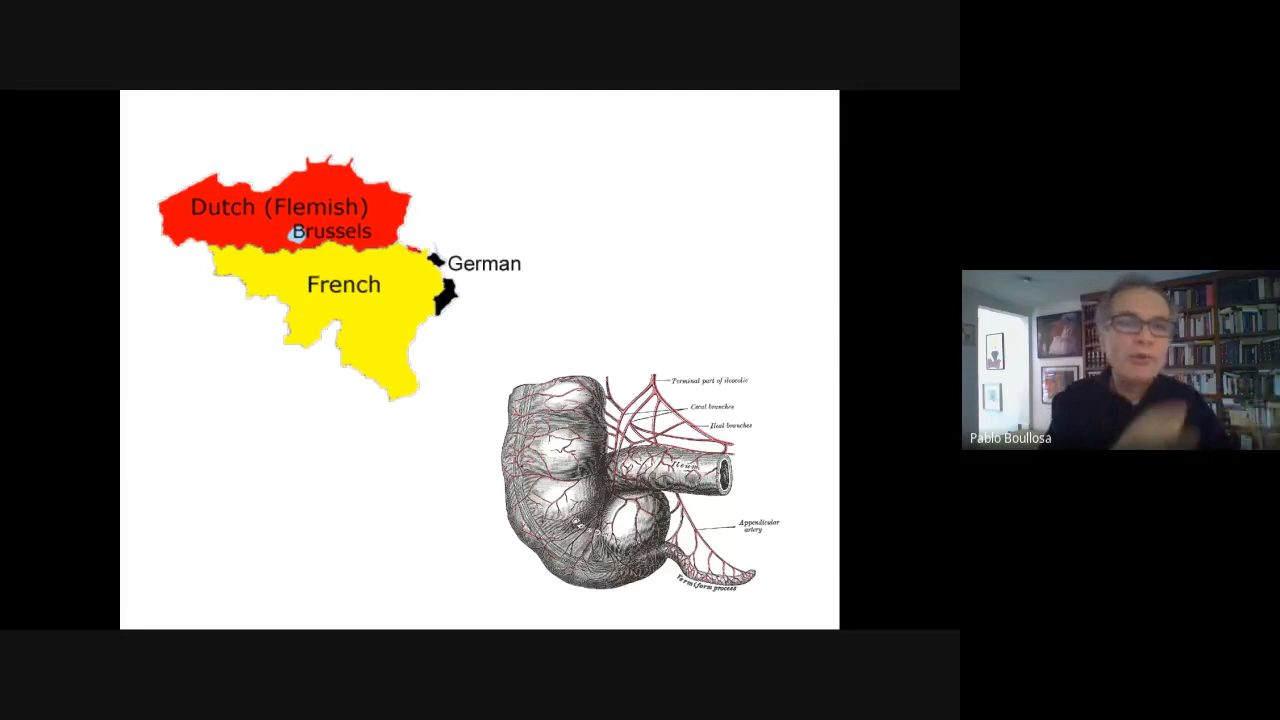 Dutch (Flemish)
Brussels
German
French
Terminal part of ileocolic
Cæcal branches
Ileal branches
Ileum
Appendicular
artery
Vermiform process
Pablo Boullosa